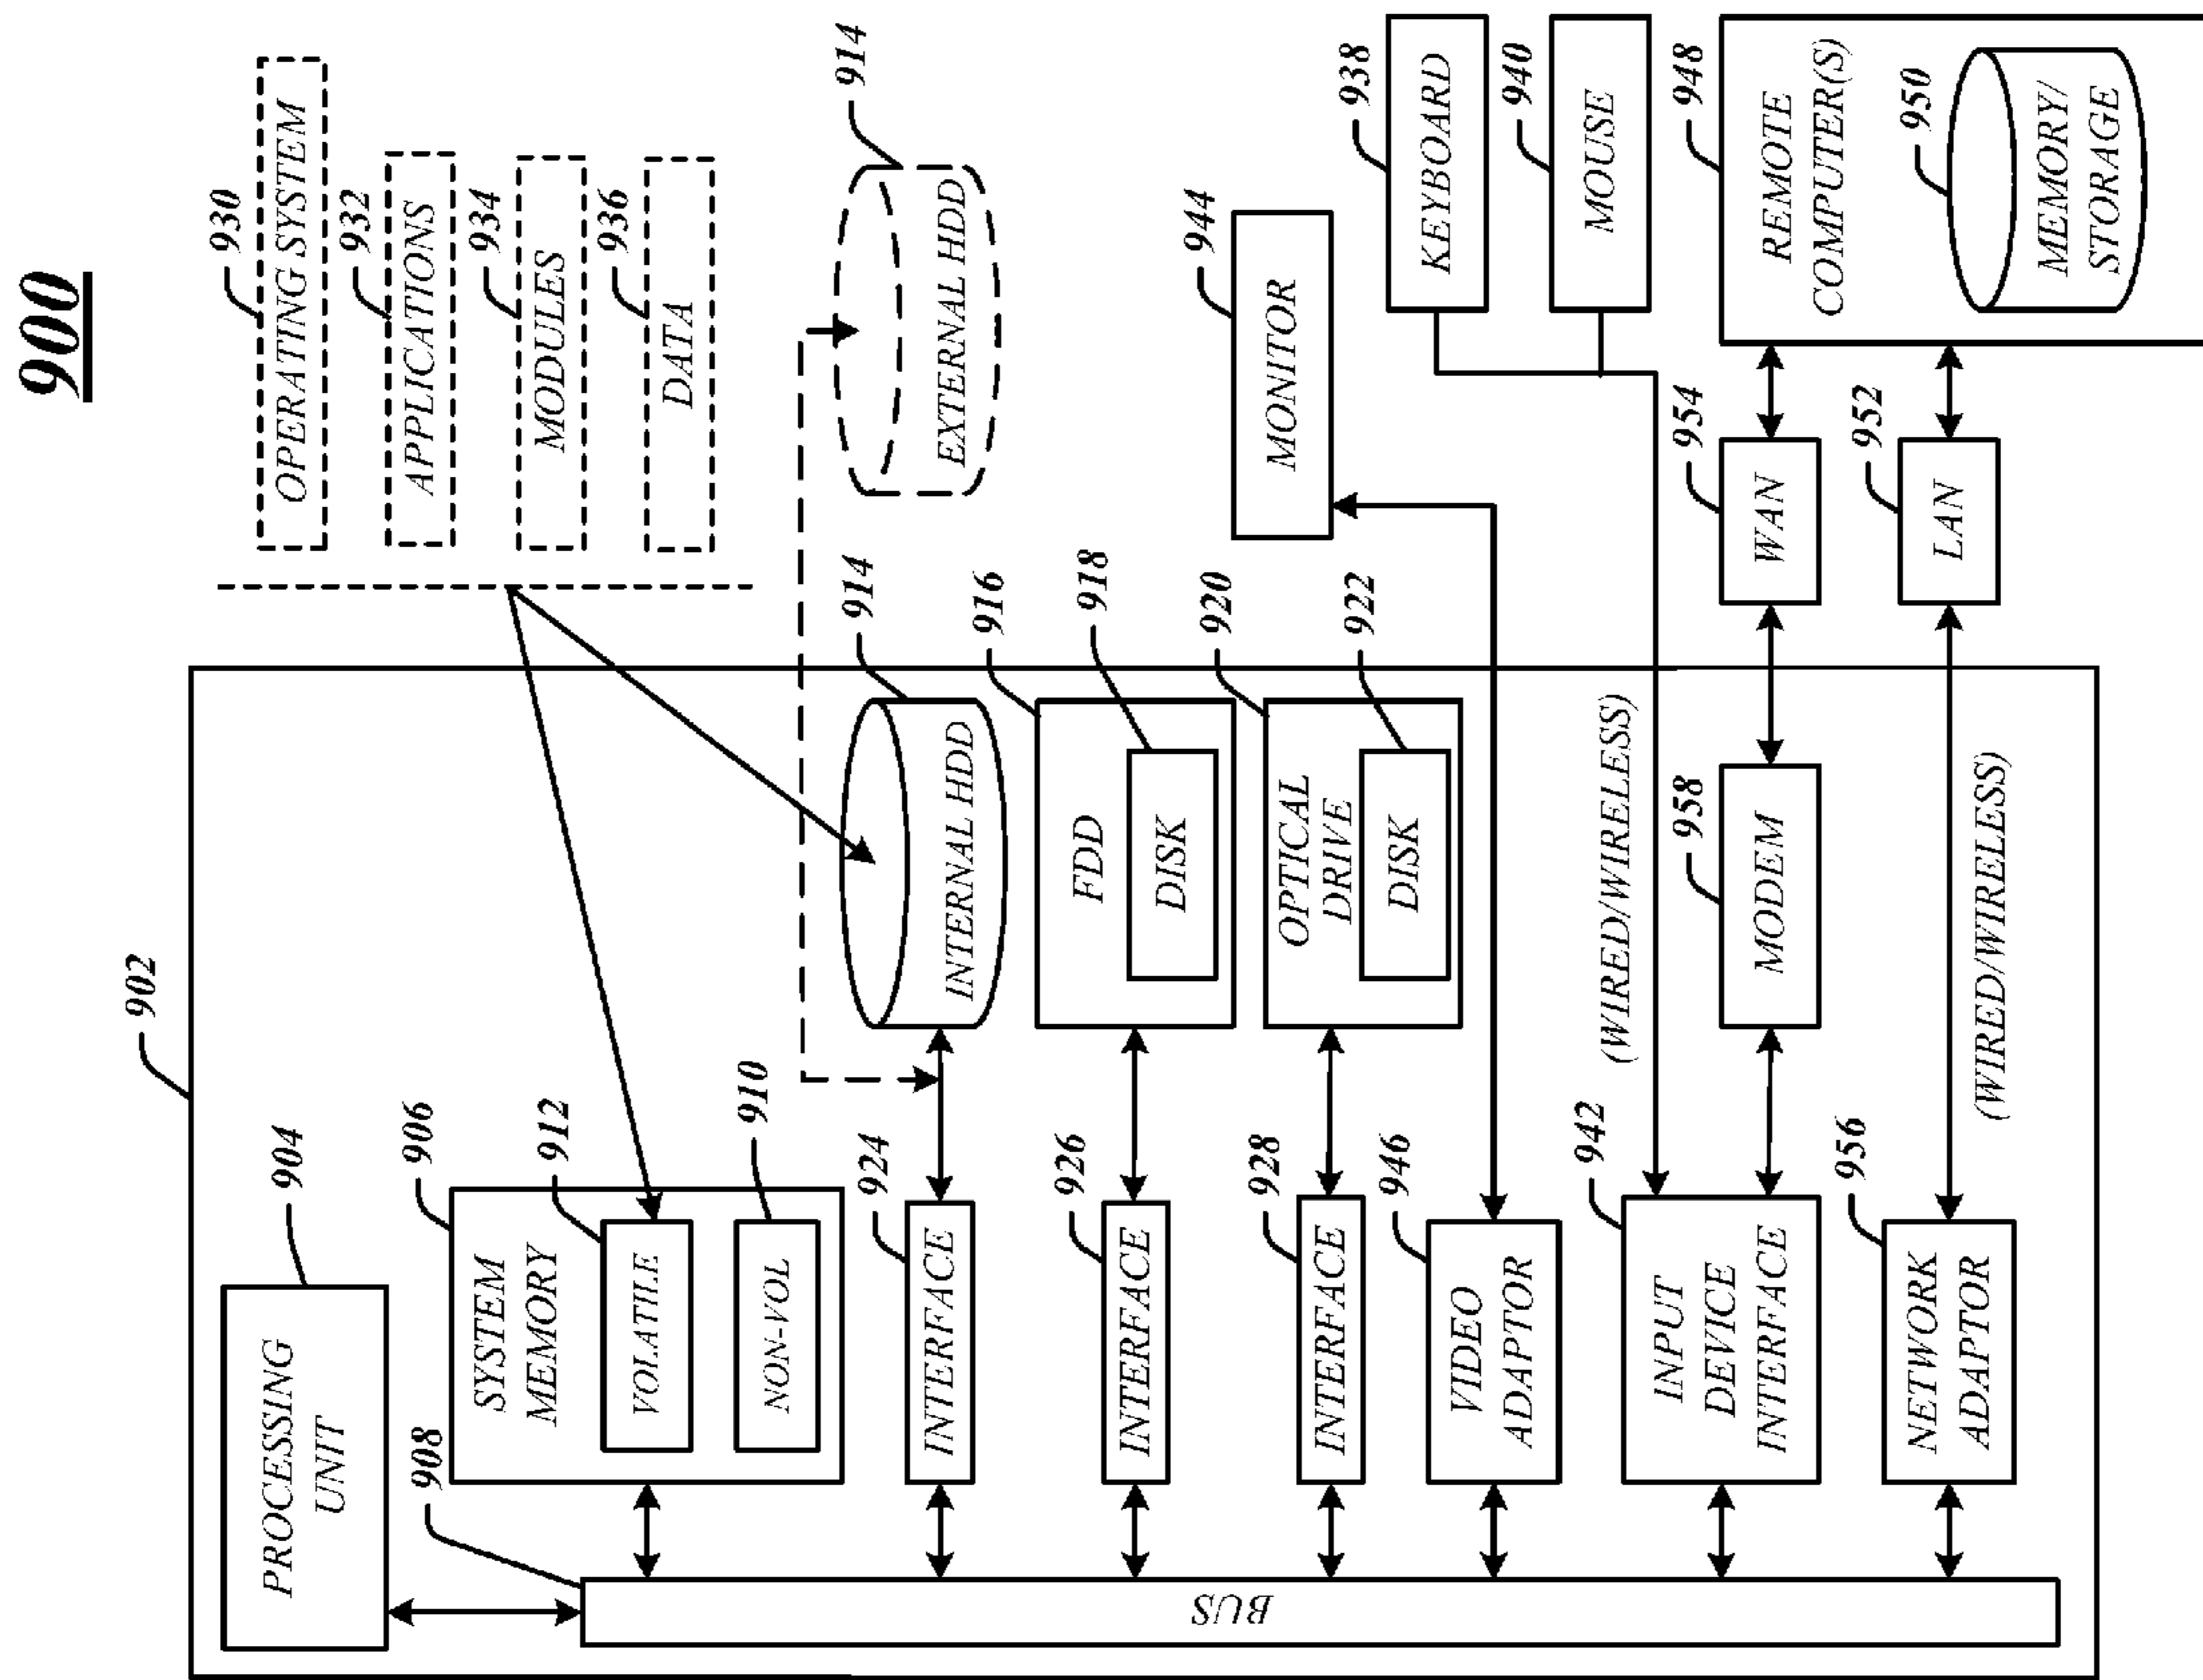 900
902
904
PROCESSING
UNIT
908
906
SYSTEM
MEMORY
912
VOLATILE
910
NON-VOL
930
OPERATING SYSTEM
932
APPLICATIONS
934
MODULES
936
DATA
924
INTERFACE
914
INTERNAL HDD
914
EXTERNAL HDD
926
INTERFACE
916
FDD
918
DISK
928
INTERFACE
920
OPTICAL
DRIVE
922
DISK
944
MONITOR
946
VIDEO
ADAPTOR
938
KEYBOARD
940
MOUSE
(WIRED/WIRELESS)
942
INPUT
DEVICE
INTERFACE
958
MODEM
954
WAN
948
REMOTE
COMPUTER(S)
956
NETWORK
ADAPTOR
952
LAN
950
MEMORY/
STORAGE
(WIRED/WIRELESS)
BUS